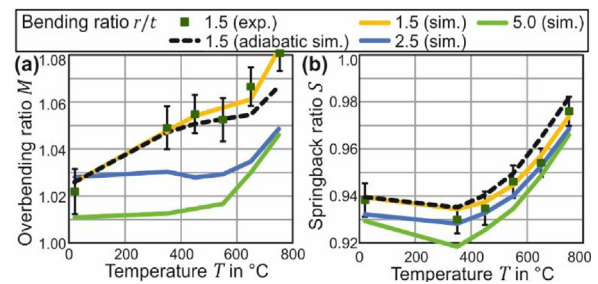 Bending ratio r/t
1.5 (exp.)
1.5 (sim.)
5.0 (sim.)
1.5 (adiabatic sim.)
2.5 (sim.)
(a)
1.08
1.06
1.04
1.02
1.00
Overbending ratio M
0 200 400 600 800
Temperature T in °C
(b)
1.0
0.98
0.96
0.94
0.92
Springback ratio S
0 200 400 600 800
Temperature T in °C